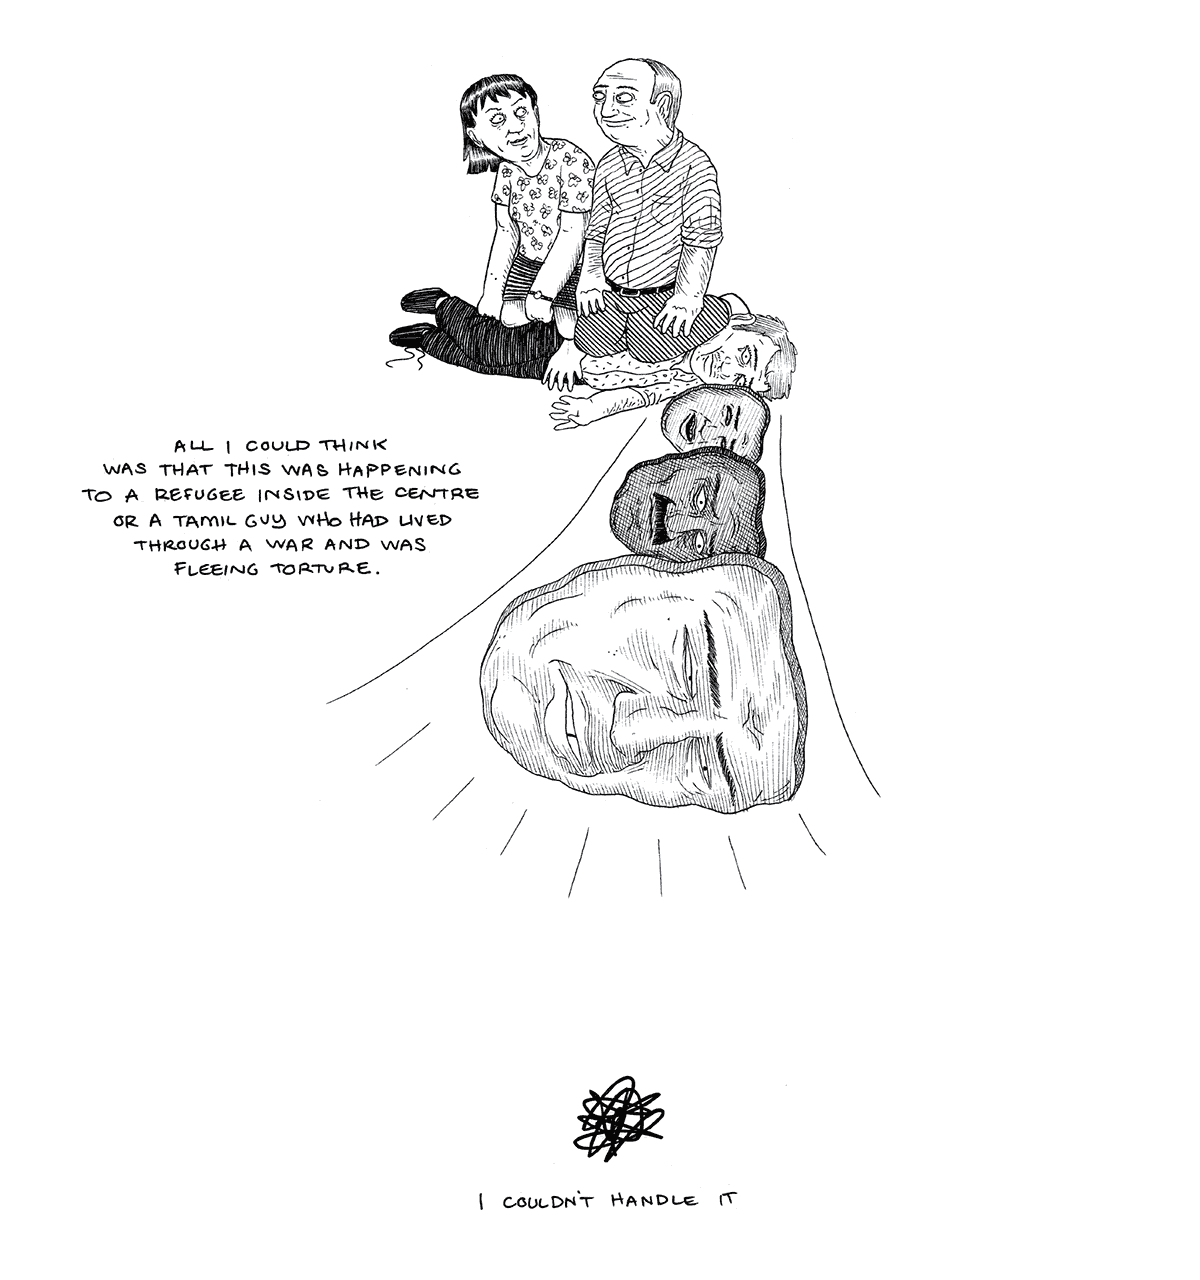 ALL I COULD THINK
WAS THAT THIS WAS HAPPENING
TO A REFUGEE INSIDE THE CENTRE
OR A TAMIL GUY WHO HAD LIVED
THROUGH A WAR AND WAS
FLEEING TORTURE.
I COULDN'T HANDLE IT